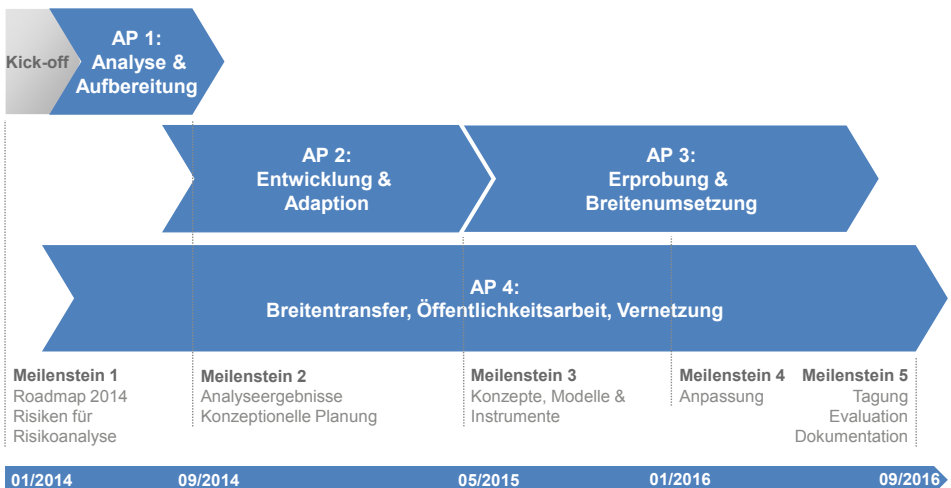 Kick-off
AP 1:
Analyse &
Aufbereitung
AP 2:
Entwicklung &
Adaption
AP 3:
Erprobung &
Breitenumsetzung
AP 4:
Breitentransfer, Öffentlichkeitsarbeit, Vernetzung
Meilenstein 1
Roadmap 2014
Risiken für
Risikoanalyse
Meilenstein 2
Analyseergebnisse
Konzeptionelle Planung
Meilenstein 3
Konzepte, Modelle &
Instrumente
Meilenstein 4
Anpassung
Meilenstein 5
Tagung
Evaluation
Dokumentation
01/2014
09/2014
05/2015
01/2016
09/2016